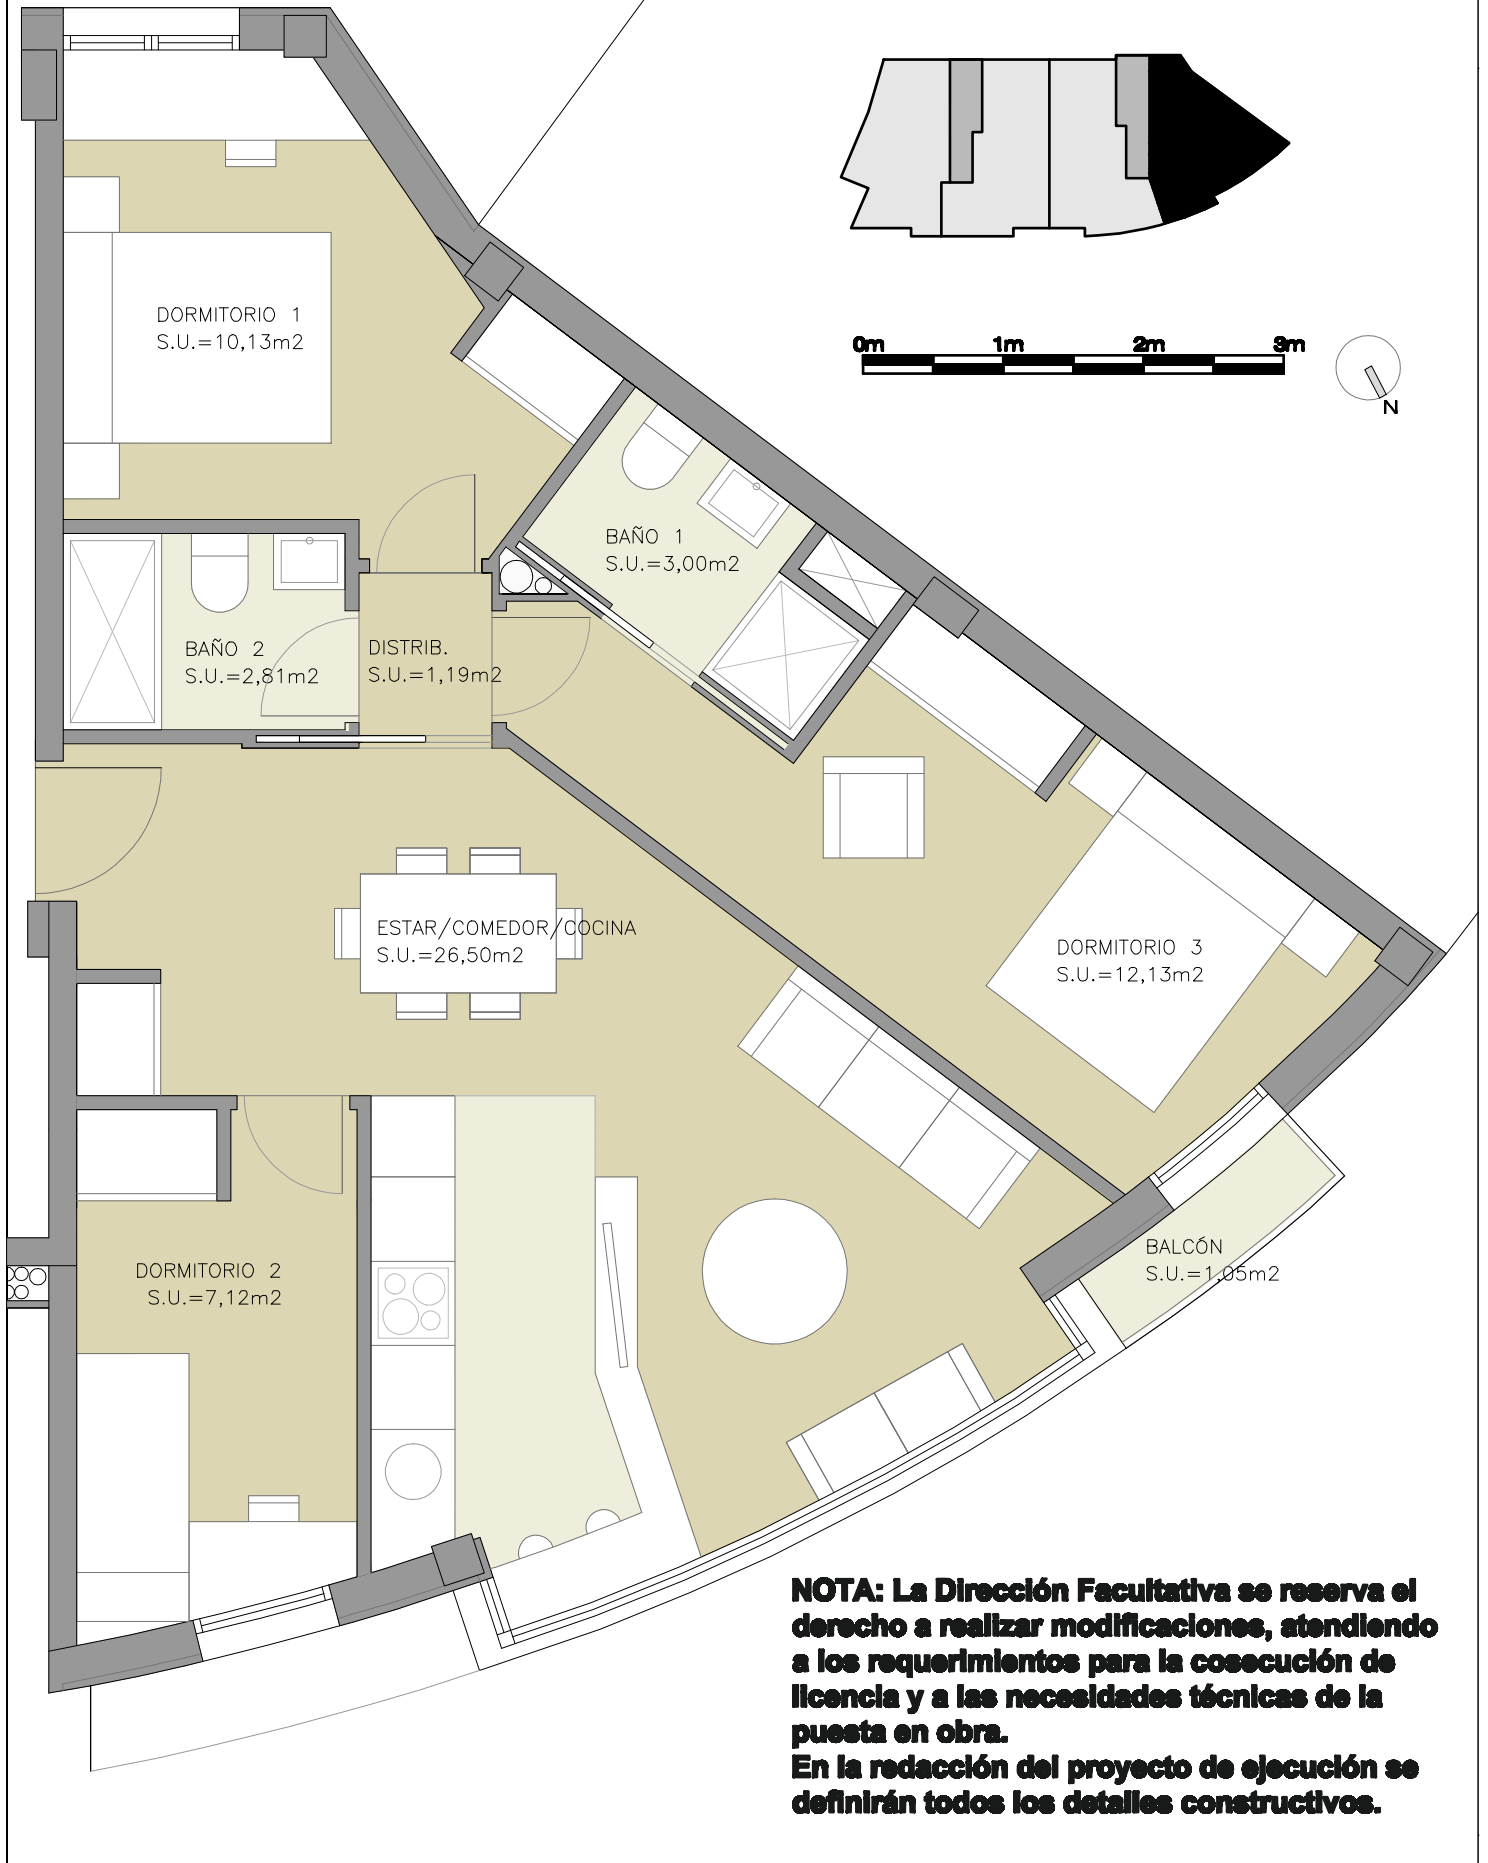 0m 1m 2m 3m
N
DORMITORIO 1
S.U.=10,13m2
BAÑO 1
S.U.=3,00m2
BAÑO 2
S.U.=2,81m2
DISTRIB.
S.U.=1,19m2
ESTAR/COMEDOR/COCINA
S.U.=26,50m2
DORMITORIO 3
S.U.=12,13m2
BALCÓN
S.U.=1,05m2
DORMITORIO 2
S.U.=7,12m2
NOTA: La Dirección Facultativa se reserva el
derecho a realizar modificaciones, atendiendo
a los requerimientos para la cosecución de
licencia y a las necesidades técnicas de la
puesta en obra.
En la redacción del proyecto de ejecución se
definirán todos los detalles constructivos.